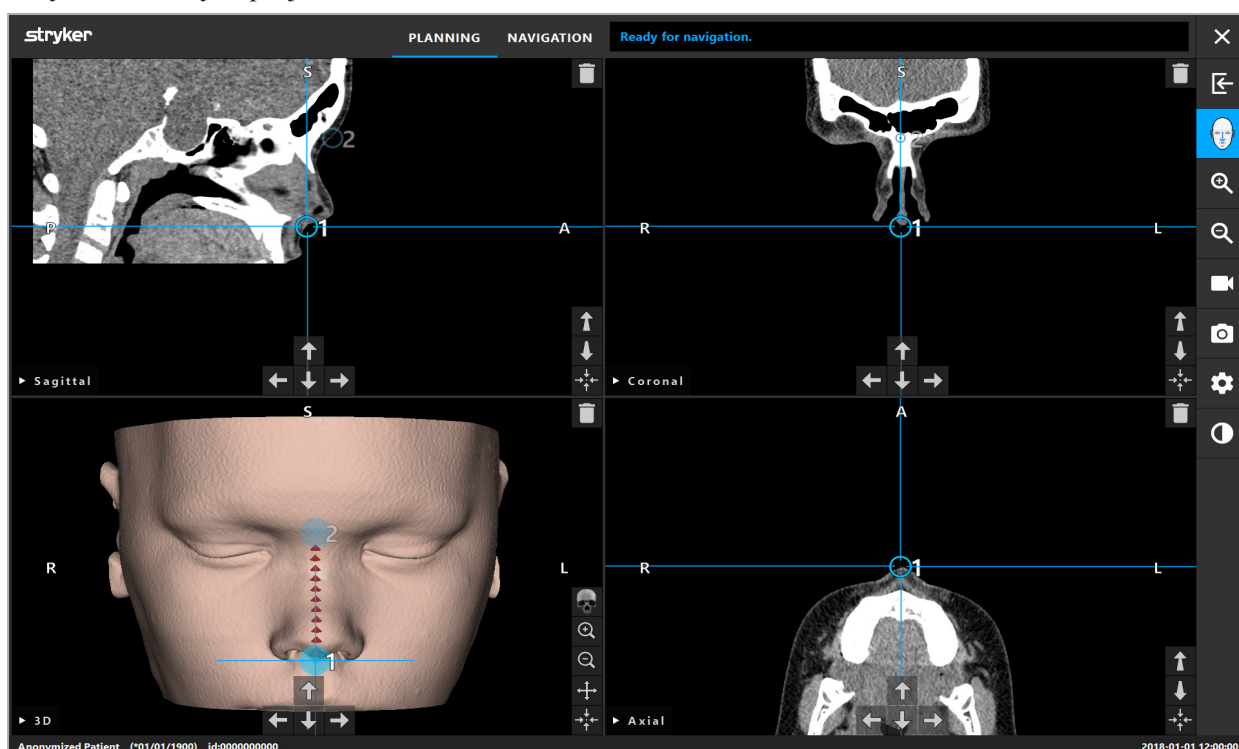 stryker
PLANNING NAVIGATION Ready for navigation.
S
2
P 1 A
Sagittal
S
2
R 1 L
Coronal
S
2
R L
1
3D
A
R 1 L
Axial
Anonymized Patient (*01/01/1900) id:0000000000 2018-01-01 12:00:00